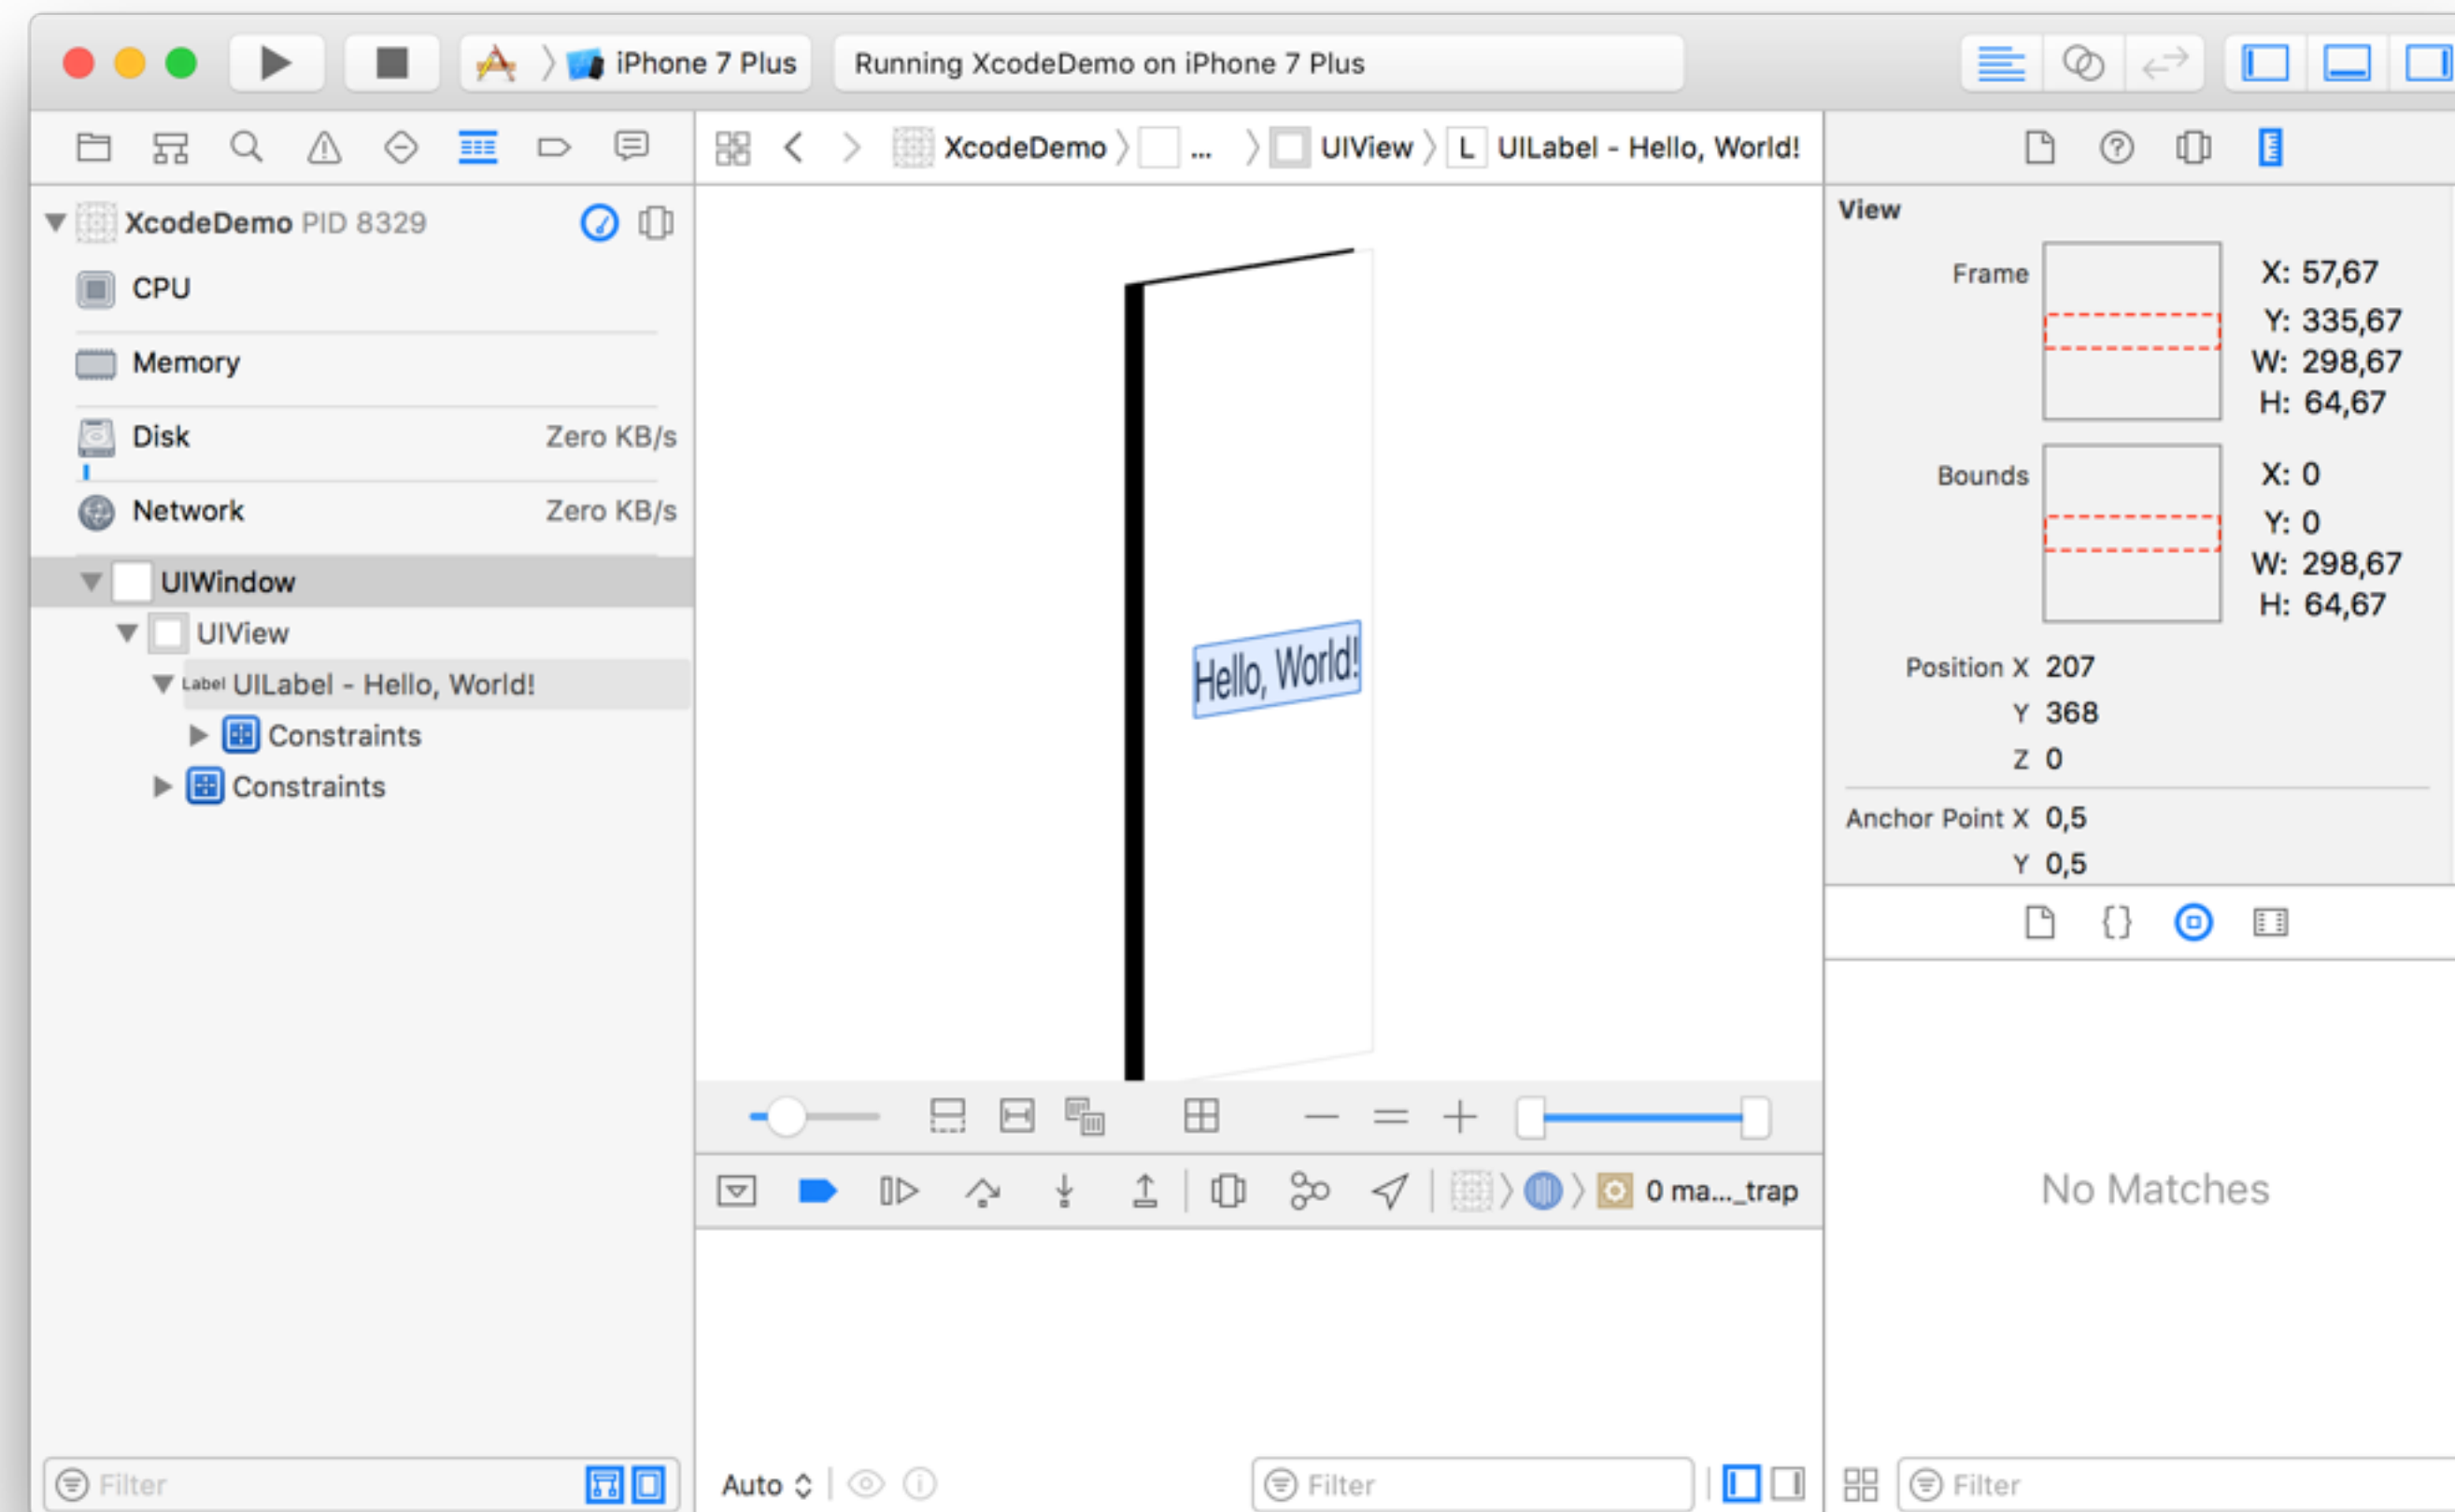 iPhone 7 Plus
Running XcodeDemo on iPhone 7 Plus
XcodeDemo
...
UIView
L UILabel - Hello, World!
XcodeDemo PID 8329
CPU
Memory
Disk Zero KB/s
Network Zero KB/s
UIWindow
UIView
Label UILabel - Hello, World!
Constraints
Constraints
Filter
Hello, World!
0 ma..._trap
Auto
Filter
View
Frame
X: 57,67
Y: 335,67
W: 298,67
H: 64,67
Bounds
X: 0
Y: 0
W: 298,67
H: 64,67
Position X 207
Y 368
Z 0
Anchor Point X 0,5
Y 0,5
{}
No Matches
Filter